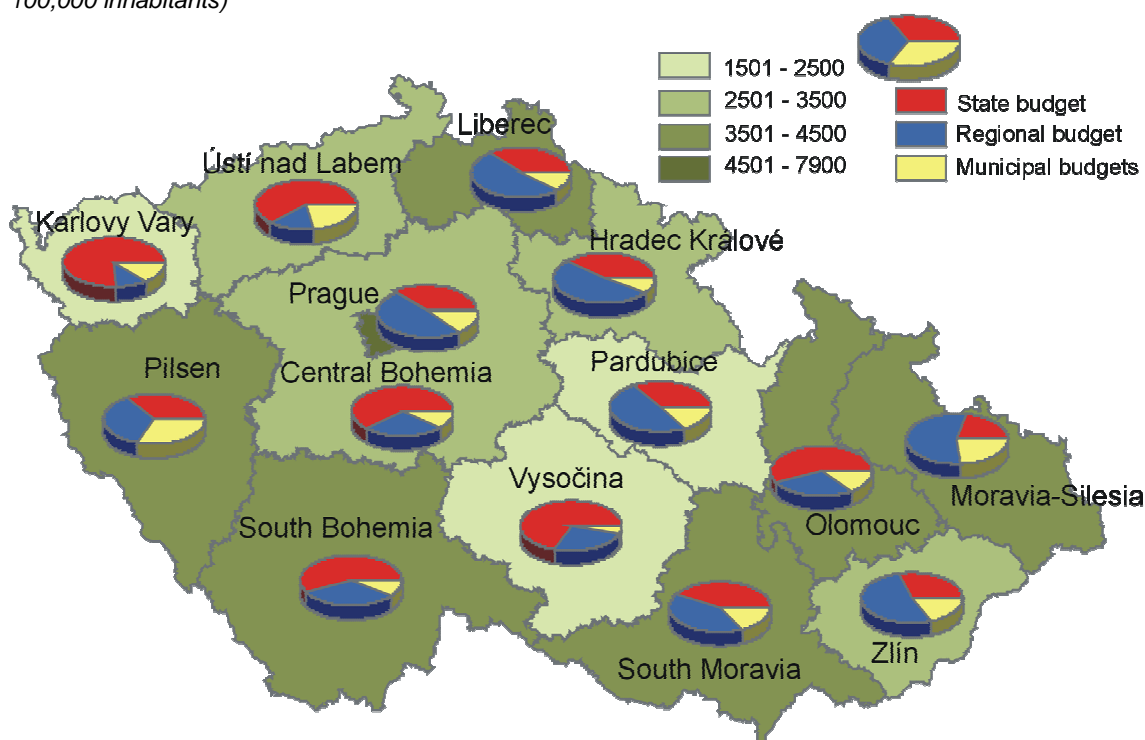 100,000 inhabitants)
1501 - 2500
2501 - 3500
3501 - 4500
4501 - 7900
State budget
Regional budget
Municipal budgets
Liberec
Ústí nad Labem
Karlovy Vary
Hradec Králové
Prague
Pilsen
Central Bohemia
Pardubice
Vysočina
Moravia-Silesia
Olomouc
South Bohemia
Zlín
South Moravia